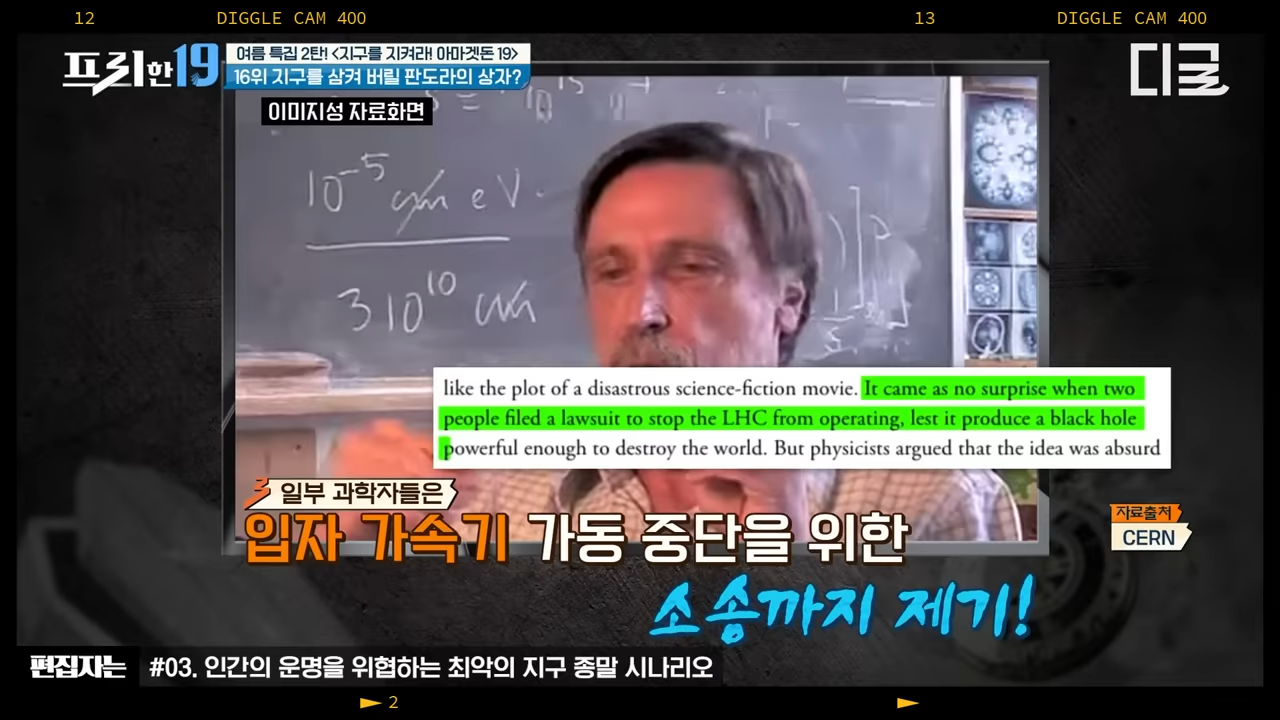 12
DIGGLE CAM 400
13
DIGGLE CAM 400
프리한19
여름 특집 2탄! <지구를 지켜라! 아마겟돈 19>
16위 지구를 삼켜 버릴 판도라의 상자?
디글
이미지성 자료화면
10⁻⁵
eV
3 10¹⁰ cm
like the plot of a disastrous science-fiction movie. It came as no surprise when two
people filed a lawsuit to stop the LHC from operating, lest it produce a black hole
powerful enough to destroy the world. But physicists argued that the idea was absurd
일부 과학자들은
입자 가속기 가동 중단을 위한
소송까지 제기!
자료출처
CERN
편집자는
#03. 인간의 운명을 위협하는 최악의 지구 종말 시나리오
2